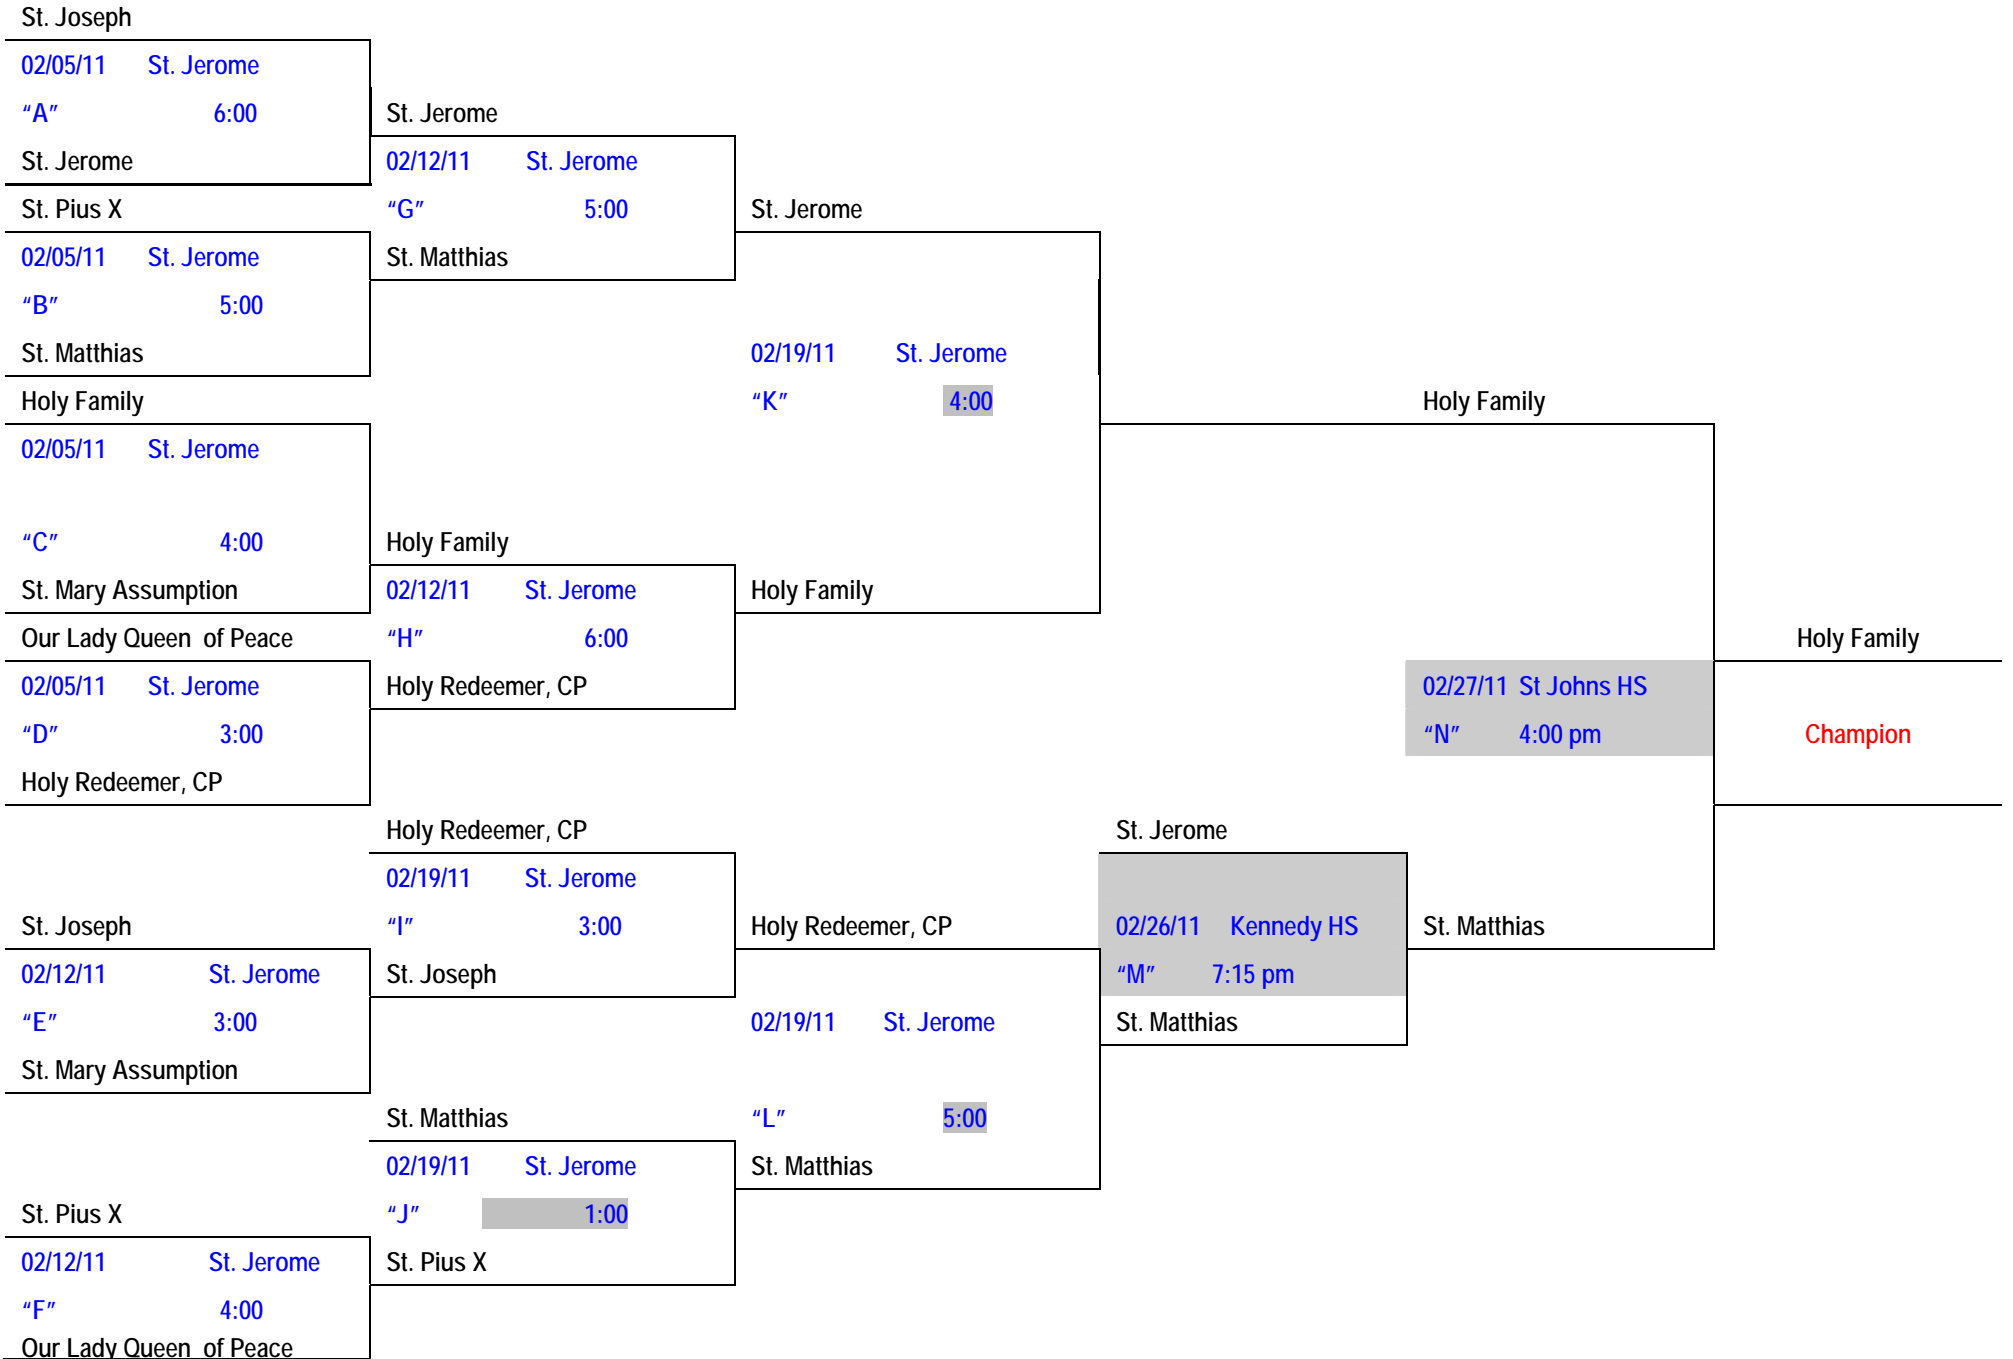 St. Joseph
02/05/11 St. Jerome
“A” 6:00
St. Jerome
St. Pius X
02/05/11 St. Jerome
“B” 5:00
St. Matthias
Holy Family
02/05/11 St. Jerome
“C” 4:00
St. Mary Assumption
Our Lady Queen of Peace
02/05/11 St. Jerome
“D” 3:00
Holy Redeemer, CP
St. Joseph
02/12/11 St. Jerome
“E” 3:00
St. Mary Assumption
St. Pius X
02/12/11 St. Jerome
“F” 4:00
Our Lady Queen of Peace
St. Jerome
02/12/11 St. Jerome
“G” 5:00
St. Matthias
Holy Family
02/12/11 St. Jerome
“H” 6:00
Holy Redeemer, CP
Holy Redeemer, CP
02/19/11 St. Jerome
“I” 3:00
St. Joseph
St. Matthias
02/19/11 St. Jerome
“J” 1:00
St. Pius X
St. Jerome
02/19/11 St. Jerome
“K” 4:00
Holy Family
Holy Redeemer, CP
02/19/11 St. Jerome
“L” 5:00
St. Matthias
St. Jerome
02/26/11 Kennedy HS
“M” 7:15 pm
St. Matthias
Holy Family
02/27/11 St Johns HS
“N” 4:00 pm
St. Matthias
Holy Family
Champion